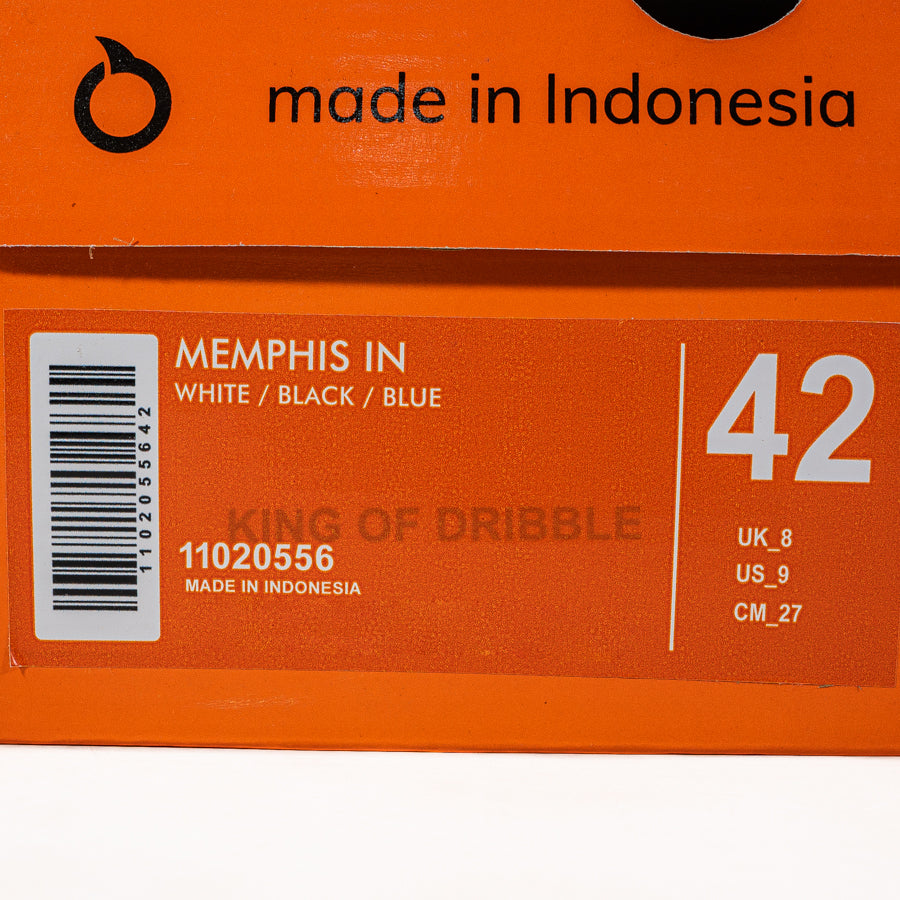 made in Indonesia
MEMPHIS IN
WHITE / BLACK / BLUE
KING OF DRIBBLE
11020556
MADE IN INDONESIA
1102055642
42
UK_8
US_9
CM_27